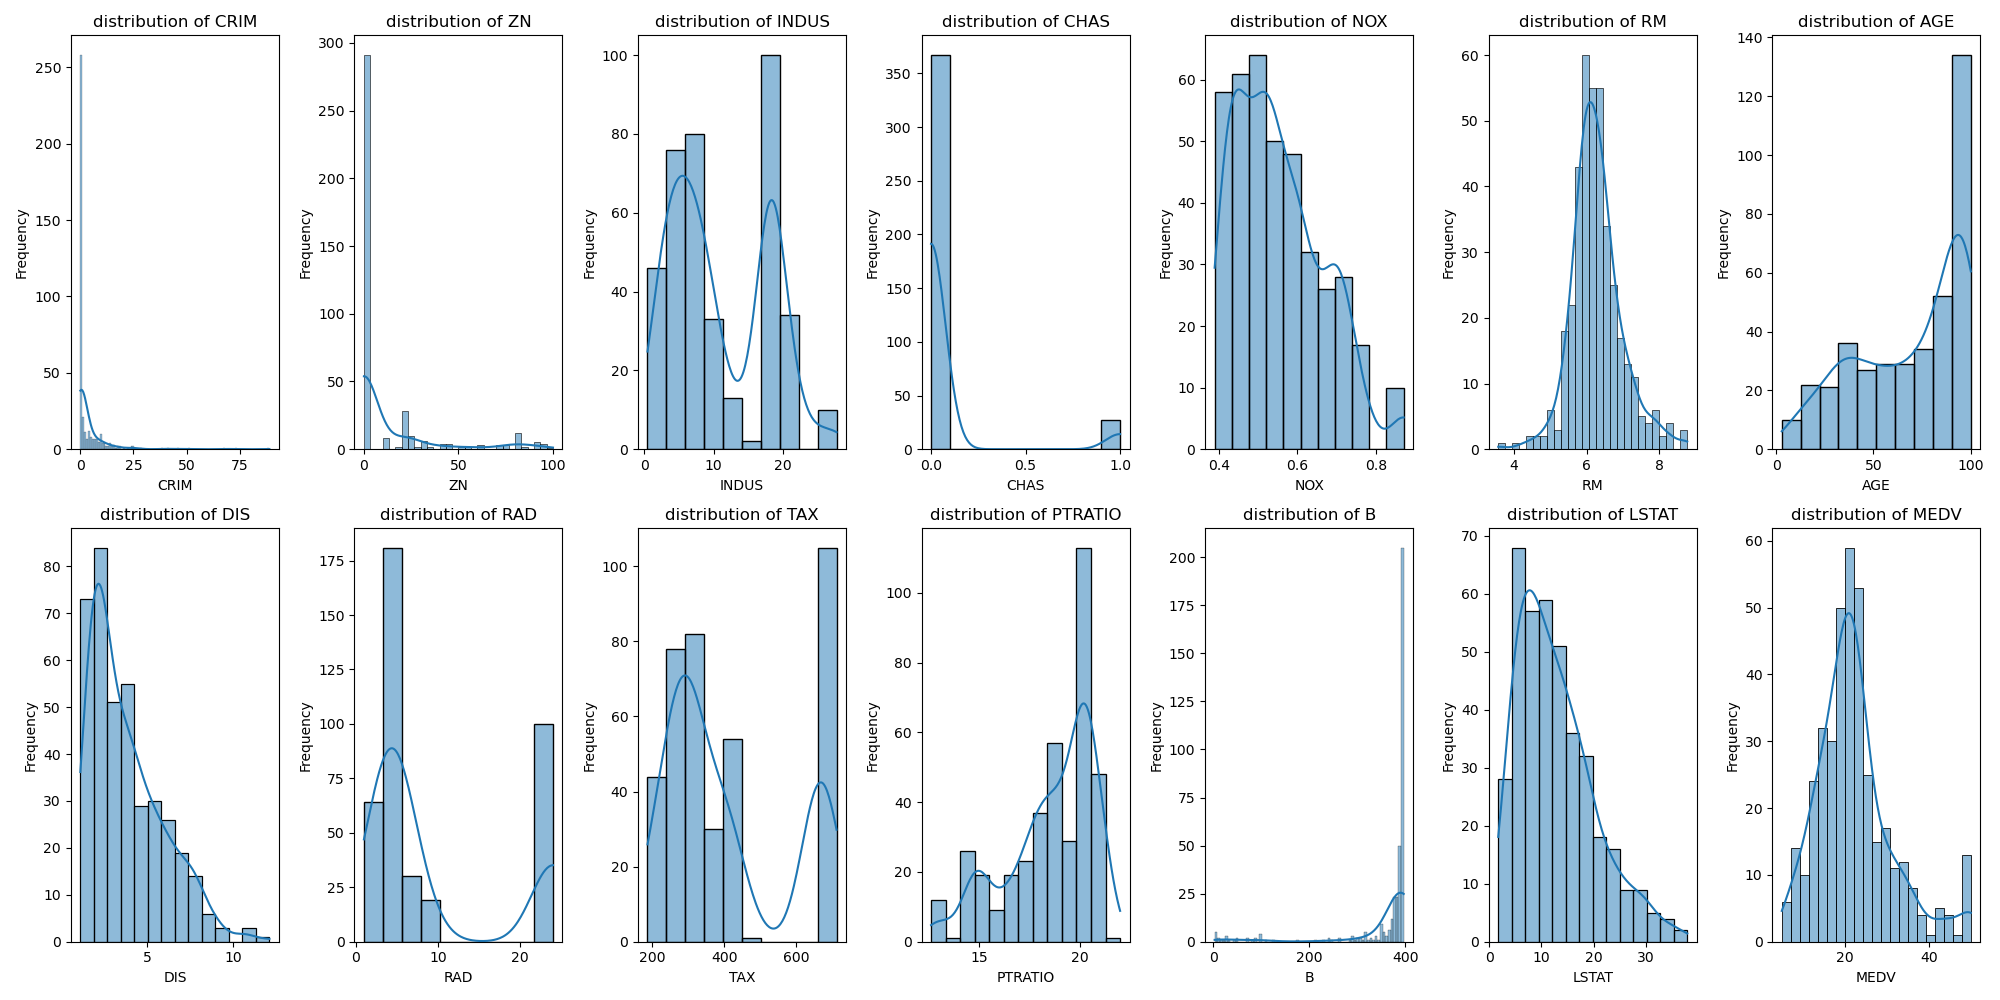 distribution of CRIM
Frequency
0
50
100
150
200
250
0 25 50 75
CRIM
distribution of ZN
Frequency
0
50
100
150
200
250
300
0 50 100
ZN
distribution of INDUS
Frequency
0
20
40
60
80
100
0 10 20
INDUS
distribution of CHAS
Frequency
0
50
100
150
200
250
300
350
0.0 0.5 1.0
CHAS
distribution of NOX
Frequency
0
10
20
30
40
50
60
0.4 0.6 0.8
NOX
distribution of RM
Frequency
0
10
20
30
40
50
60
4 6 8
RM
distribution of AGE
Frequency
0
20
40
60
80
100
120
140
0 50 100
AGE
distribution of DIS
Frequency
0
10
20
30
40
50
60
70
80
5 10
DIS
distribution of RAD
Frequency
0
25
50
75
100
125
150
175
0 10 20
RAD
distribution of TAX
Frequency
0
20
40
60
80
100
200 400 600
TAX
distribution of PTRATIO
Frequency
0
20
40
60
80
100
15 20
PTRATIO
distribution of B
Frequency
0
25
50
75
100
125
150
175
200
0 200 400
B
distribution of LSTAT
Frequency
0
10
20
30
40
50
60
70
0 10 20 30
LSTAT
distribution of MEDV
Frequency
0
10
20
30
40
50
60
20 40
MEDV